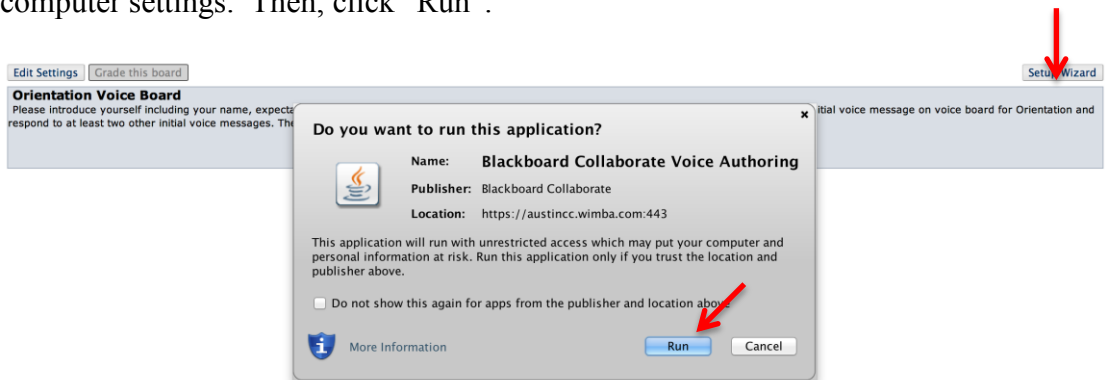 computer settings. Then, click "Run".
Edit Settings Grade this board Setup Wizard
Orientation Voice Board
Please introduce yourself including your name, itial voice message on voice board for Orientation and
respond to at least two other initial voice messages.
Do you want to run this application?
Name: Blackboard Collaborate Voice Authoring
Publisher: Blackboard Collaborate
Location: https://austincc.wimba.com:443
This application will run with unrestricted access which may put your computer and
personal information at risk. Run this application only if you trust the location and
publisher above.
Do not show this again for apps from the publisher and location above
More Information Run Cancel